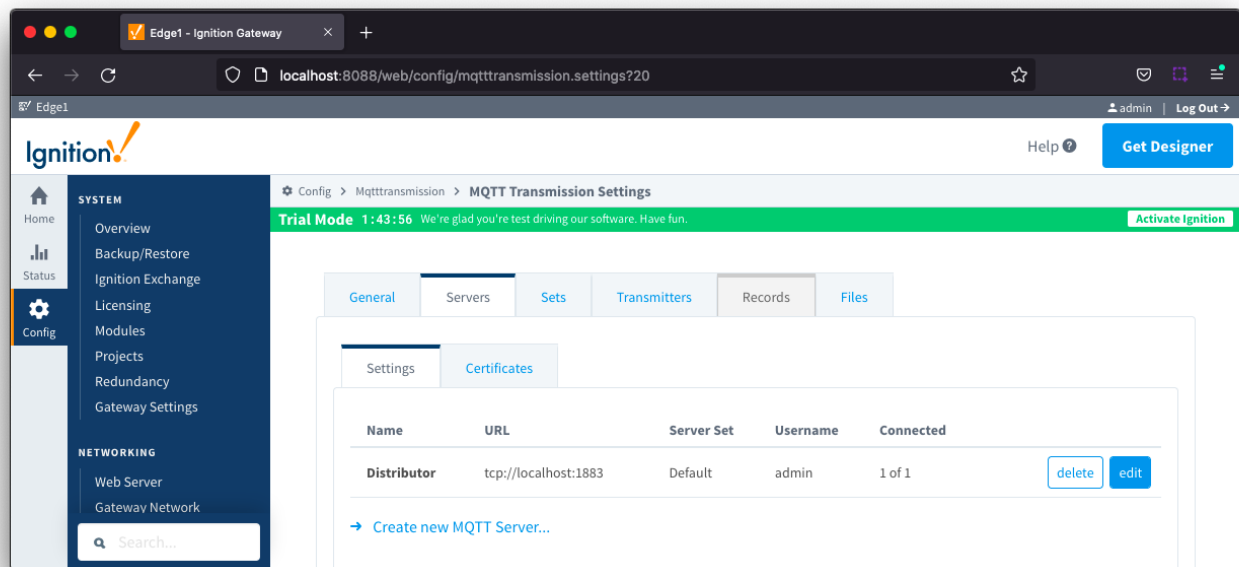 Edge1 - Ignition Gateway
localhost:8088/web/config/mqtttransmission.settings?20
Edge1
admin | Log Out
Ignition!
Help
Get Designer
Home
Status
Config
SYSTEM
Overview
Backup/Restore
Ignition Exchange
Licensing
Modules
Projects
Redundancy
Gateway Settings
NETWORKING
Web Server
Gateway Network
Search...
Config > Mqtttransmission > MQTT Transmission Settings
Trial Mode 1:43:56 We're glad you're test driving our software. Have fun. Activate Ignition
General Servers Sets Transmitters Records Files
Settings Certificates
Name URL Server Set Username Connected
Distributor tcp://localhost:1883 Default admin 1 of 1 delete edit
→ Create new MQTT Server...